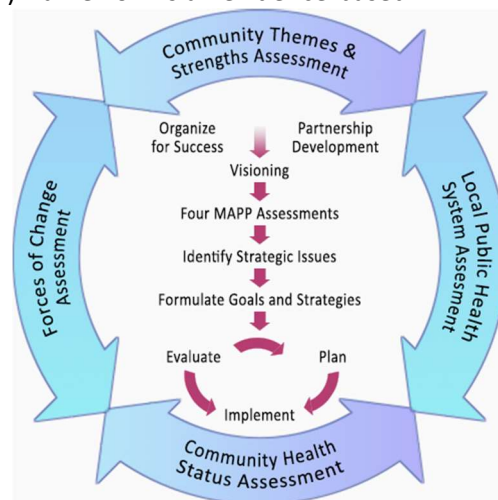 Community Themes &
Strengths Assessment
Organize
for Success
Partnership
Development
Visioning
Four MAPP Assessments
Identify Strategic Issues
Formulate Goals and Strategies
Evaluate
Plan
Implement
Forces of Change
Assessment
Local Public Health
System Assesment
Community Health
Status Assessment